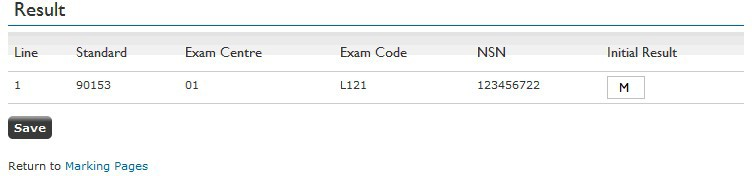 Result
Line Standard Exam Centre Exam Code NSN Initial Result
1 90153 01 L121 123456722 M
Save
Return to Marking Pages